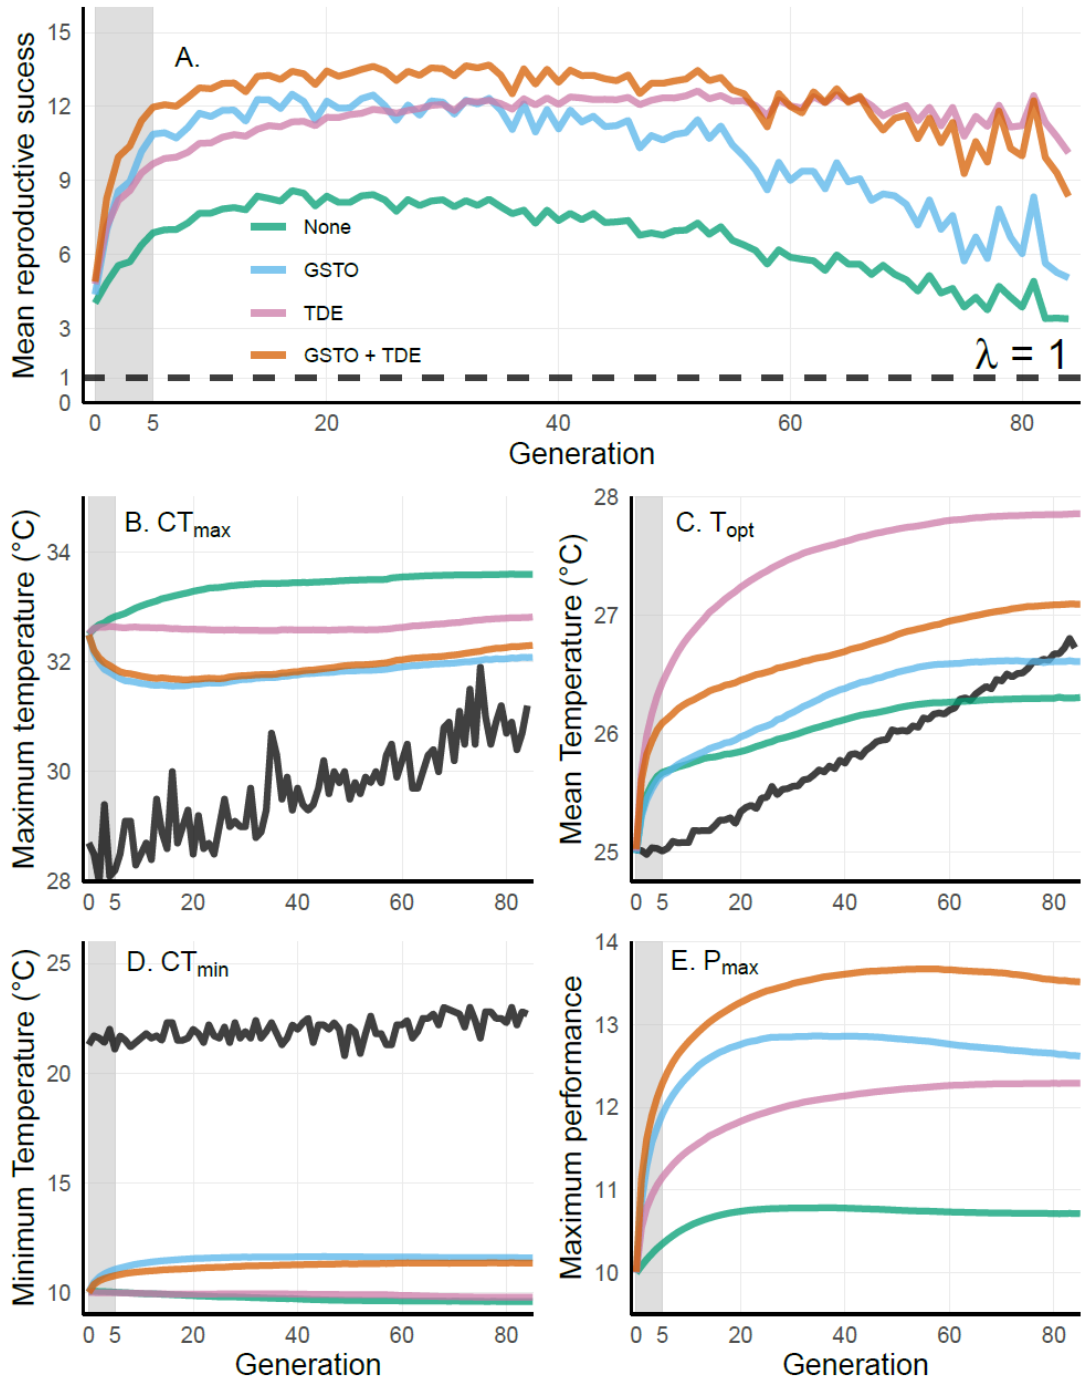 A.
Mean reproductive sucess
15
12
9
6
3
1
0
None
GSTO
TDE
GSTO + TDE
λ = 1
0 5 20 40 60 80
Generation
B. CTmax
Maximum temperature (°C)
34
32
30
28
0 5 20 40 60 80
C. Topt
Mean Temperature (°C)
28
27
26
25
0 5 20 40 60 80
D. CTmin
Minimum Temperature (°C)
25
20
15
10
0 5 20 40 60 80
Generation
E. Pmax
Maximum performance
14
13
12
11
10
0 5 20 40 60 80
Generation